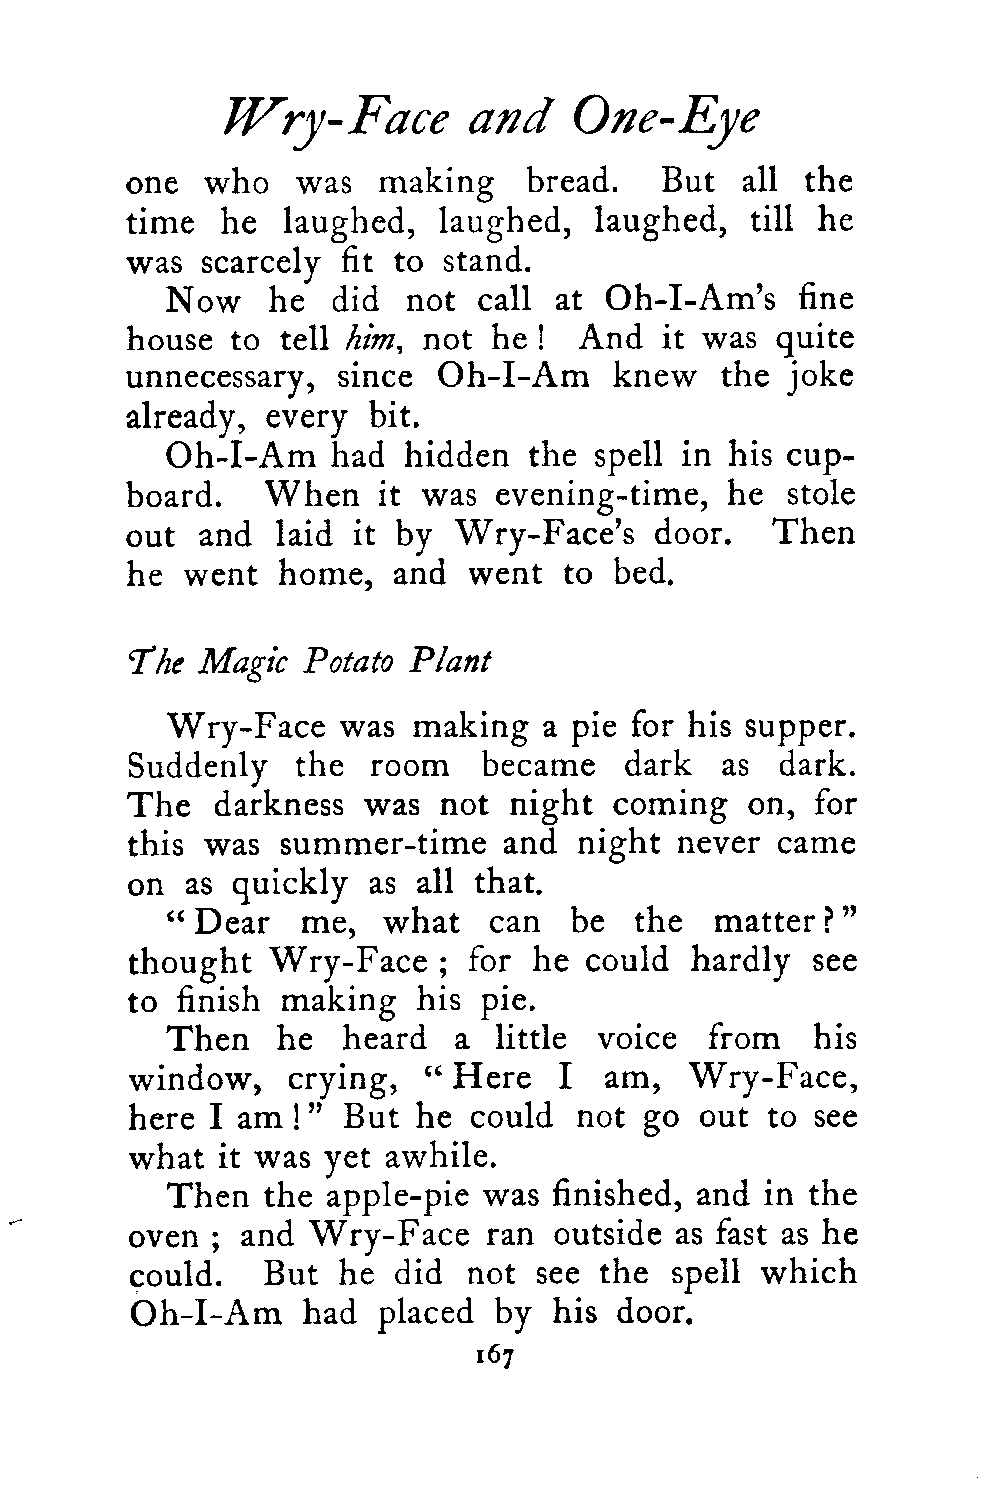 Wry-Face and One-Eye
one who was making bread. But all the
time he laughed, laughed, laughed, till he
was scarcely fit to stand.
Now he did not call at Oh-I-Am's fine
house to tell him, not he! And it was quite
unnecessary, since Oh-I-Am knew the joke
already, every bit.
Oh-I-Am had hidden the spell in his cup-
board. When it was evening-time, he stole
out and laid it by Wry-Face's door. Then
he went home, and went to bed.
The Magic Potato Plant
Wry-Face was making a pie for his supper.
Suddenly the room became dark as dark.
The darkness was not night coming on, for
this was summer-time and night never came
on as quickly as all that.
"Dear me, what can be the matter?"
thought Wry-Face; for he could hardly see
to finish making his pie.
Then he heard a little voice from his
window, crying, "Here I am, Wry-Face,
here I am!" But he could not go out to see
what it was yet awhile.
Then the apple-pie was finished, and in the
oven; and Wry-Face ran outside as fast as he
could. But he did not see the spell which
Oh-I-Am had placed by his door.
167